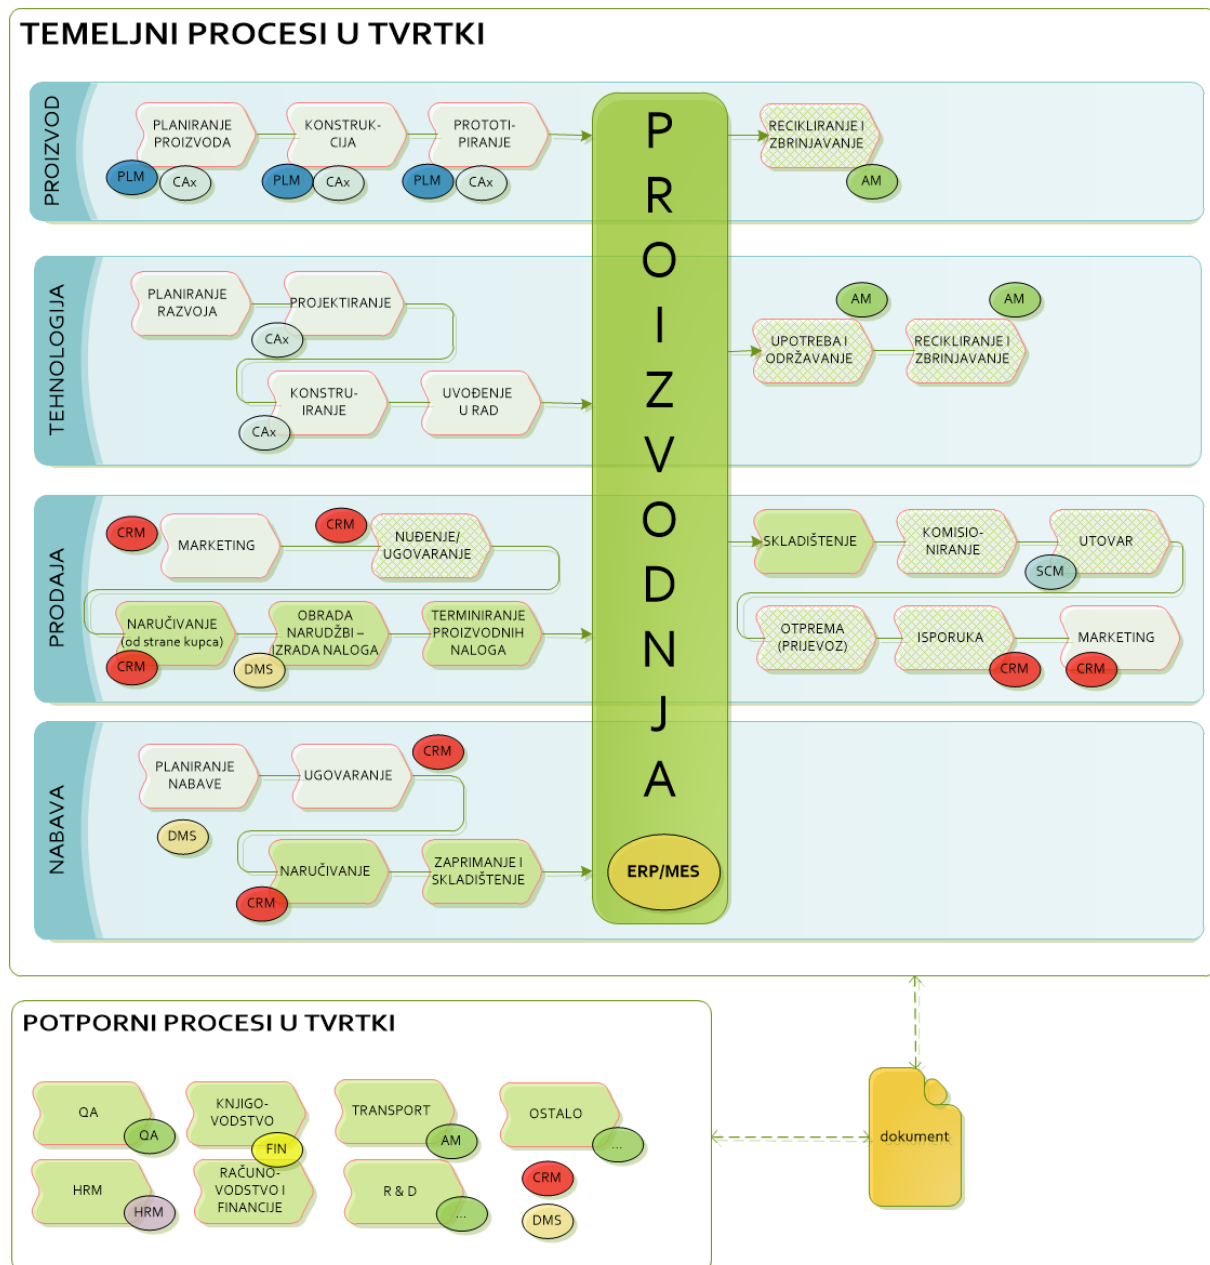 TEMELJNI PROCESI U TVRTKI
PROIZVOD
PLANIRANJE
PROIZVODA
PLM
CAx
KONSTRUK-
CIJA
PLM
CAx
PROTOTI-
PIRANJE
PLM
CAx
RECIKLIRANJE I
ZBRINJAVANJE
AM
TEHNOLOGIJA
PLANIRANJE
RAZVOJA
PROJEKTIRANJE
CAx
KONSTRU-
IRANJE
CAx
UVOĐENJE
U RAD
AM
UPOTREBA I
ODRŽAVANJE
AM
RECIKLIRANJE I
ZBRINJAVANJE
PRODAJA
CRM
MARKETING
CRM
NUĐENJE/
UGOVARANJE
NARUČIVANJE
(od strane kupca)
CRM
OBRADA
NARUDŽBI –
IZRADA NALOGA
DMS
TERMINIRANJE
PROIZVODNIH
NALOGA
SKLADIŠTENJE
KOMISIO-
NIRANJE
UTOVAR
SCM
OTPREMA
(PRIJEVOZ)
ISPORUKA
CRM
MARKETING
CRM
NABAVA
PLANIRANJE
NABAVE
DMS
UGOVARANJE
CRM
NARUČIVANJE
CRM
ZAPRIMANJE I
SKLADIŠTENJE
P
R
O
I
Z
V
O
D
N
J
A
ERP/MES
POTPORNI PROCESI U TVRTKI
QA
QA
KNJIGO-
VODSTVO
FIN
TRANSPORT
AM
OSTALO
...
HRM
HRM
RAČUNO-
VODSTVO I
FINANCIJE
R & D
...
CRM
DMS
dokument